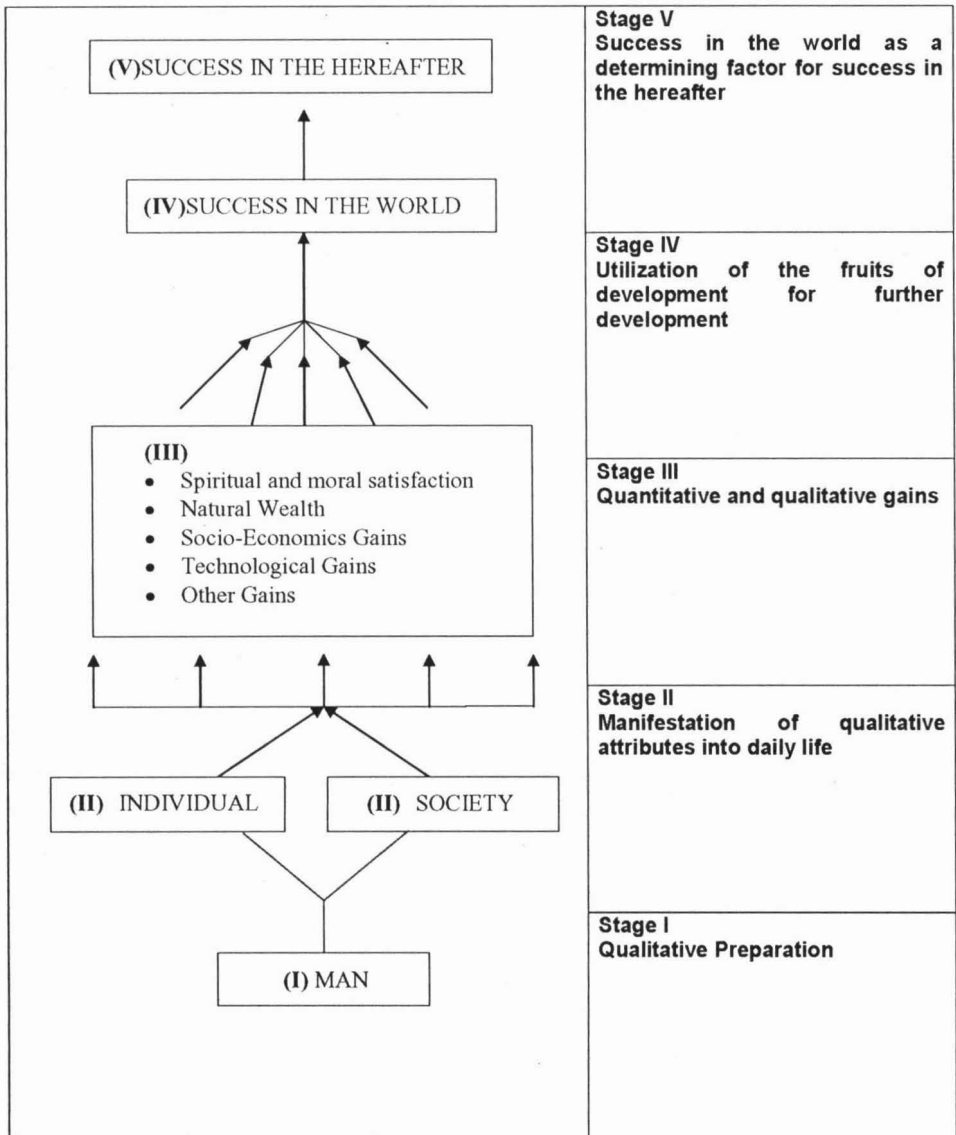 (V)SUCCESS IN THE HEREAFTER
(IV)SUCCESS IN THE WORLD
(III)
• Spiritual and moral satisfaction
• Natural Wealth
• Socio-Economics Gains
• Technological Gains
• Other Gains
(II) INDIVIDUAL
(II) SOCIETY
(I) MAN
Stage V
Success in the world as a
determining factor for success in
the hereafter
Stage IV
Utilization of the fruits of
development for further
development
Stage III
Quantitative and qualitative gains
Stage II
Manifestation of qualitative
attributes into daily life
Stage I
Qualitative Preparation